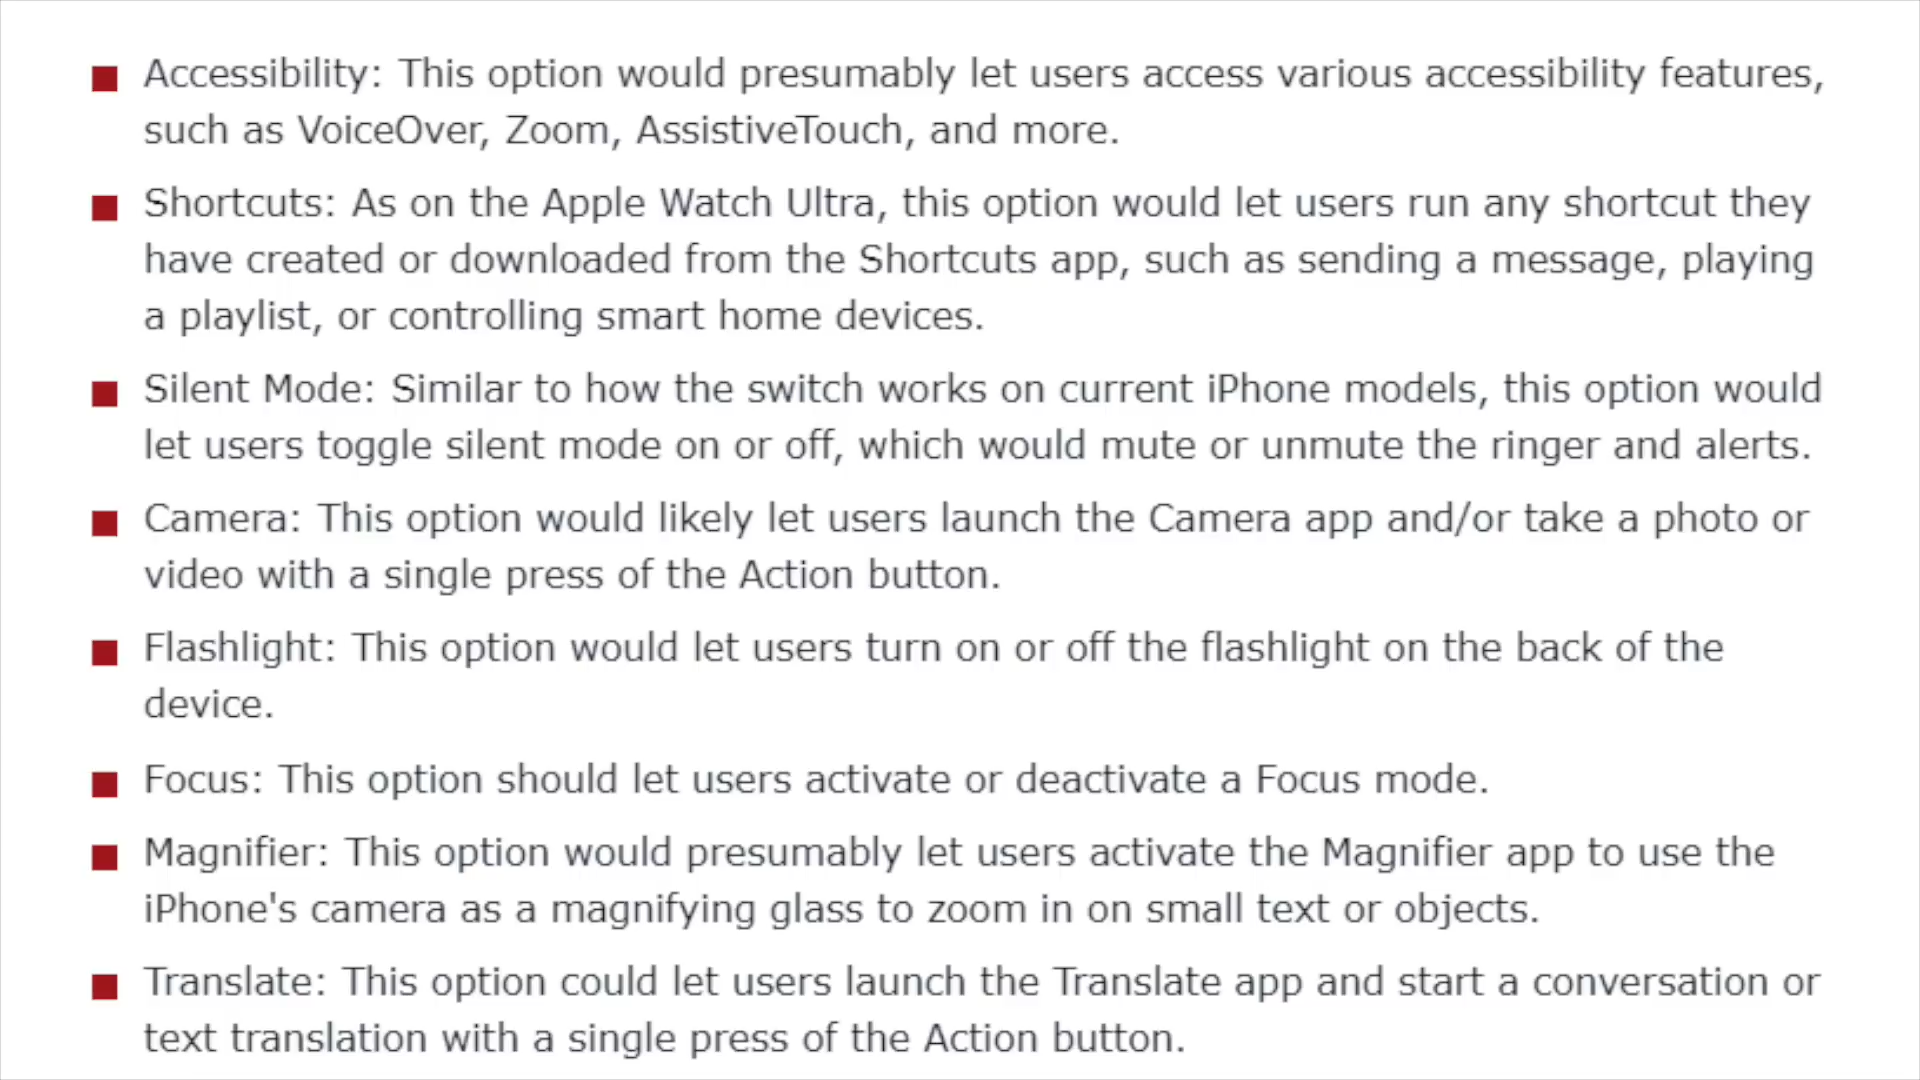 Accessibility: This option would presumably let users access various accessibility features,
such as VoiceOver, Zoom, AssistiveTouch, and more.
Shortcuts: As on the Apple Watch Ultra, this option would let users run any shortcut they
have created or downloaded from the Shortcuts app, such as sending a message, playing
a playlist, or controlling smart home devices.
Silent Mode: Similar to how the switch works on current iPhone models, this option would
let users toggle silent mode on or off, which would mute or unmute the ringer and alerts.
Camera: This option would likely let users launch the Camera app and/or take a photo or
video with a single press of the Action button.
Flashlight: This option would let users turn on or off the flashlight on the back of the
device.
Focus: This option should let users activate or deactivate a Focus mode.
Magnifier: This option would presumably let users activate the Magnifier app to use the
iPhone's camera as a magnifying glass to zoom in on small text or objects.
Translate: This option could let users launch the Translate app and start a conversation or
text translation with a single press of the Action button.